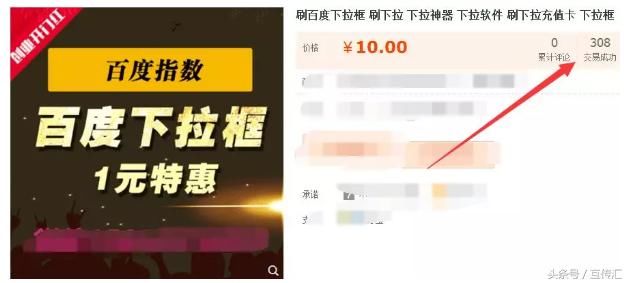 创赚开门红
百度指数
百度下拉框
1元特惠
刷百度下拉框 刷下拉 下拉神器 下拉软件 刷下拉充值卡 下拉框
价格
¥10.00
0
累计评论
308
交易成功
承诺
7
头条号 / 互传汇